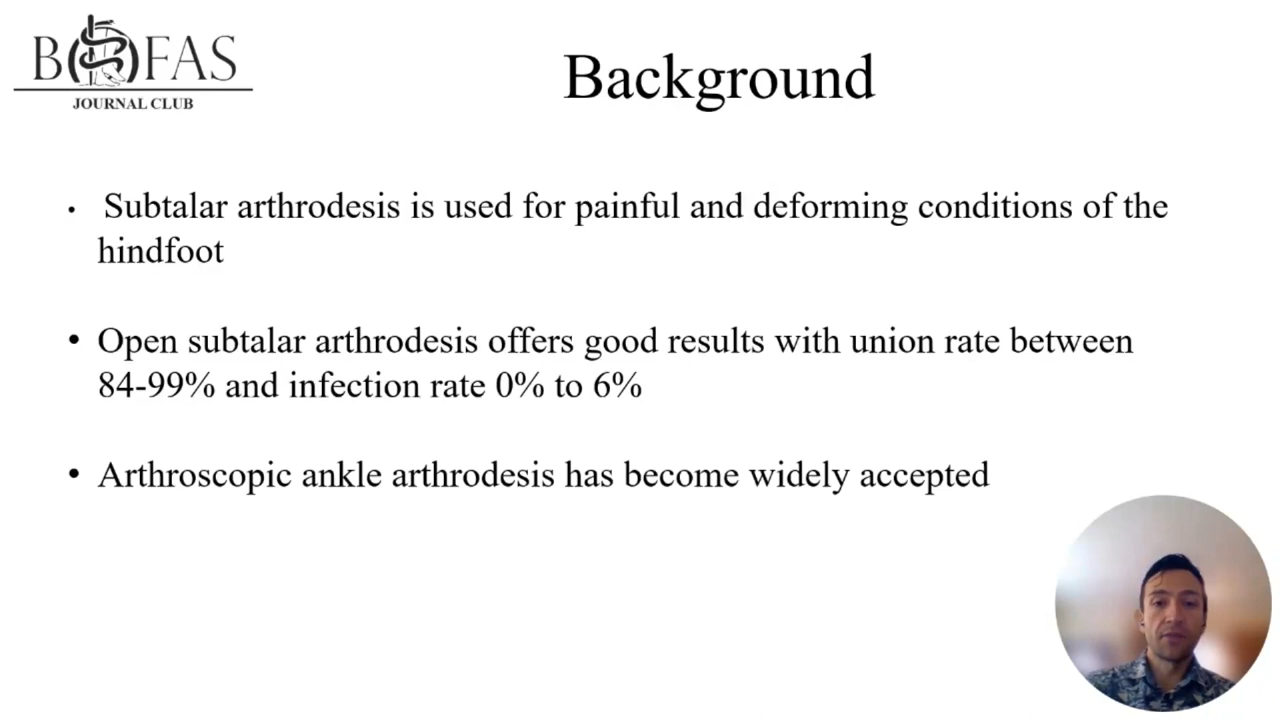 BOFAS
JOURNAL CLUB
Background
• Subtalar arthrodesis is used for painful and deforming conditions of the
hindfoot
• Open subtalar arthrodesis offers good results with union rate between
84-99% and infection rate 0% to 6%
• Arthroscopic ankle arthrodesis has become widely accepted